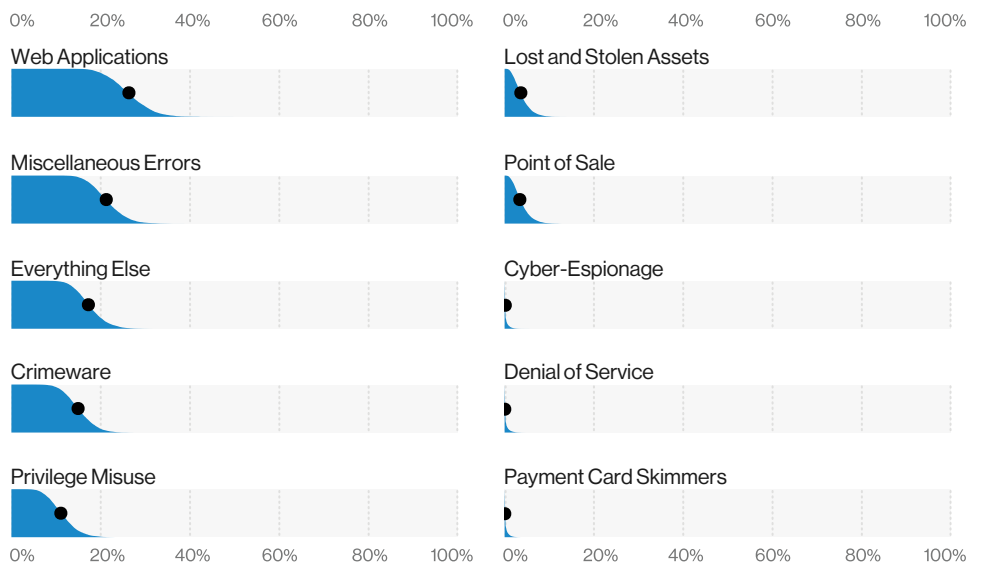 0% 20% 40% 60% 80% 100%
Web Applications
Miscellaneous Errors
Everything Else
Crimeware
Privilege Misuse
0% 20% 40% 60% 80% 100%
0% 20% 40% 60% 80% 100%
Lost and Stolen Assets
Point of Sale
Cyber-Espionage
Denial of Service
Payment Card Skimmers
0% 20% 40% 60% 80% 100%